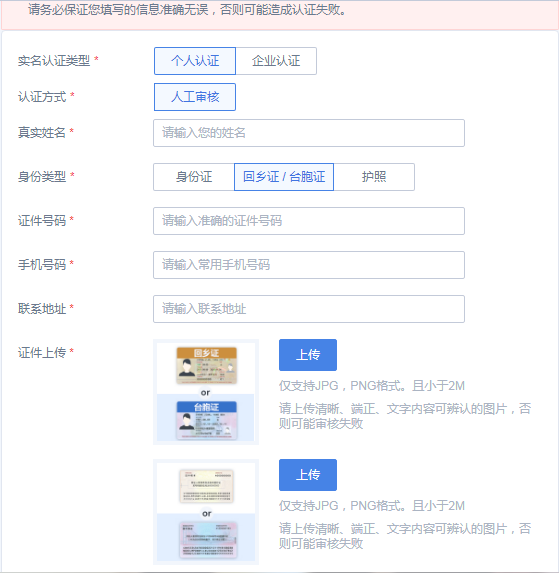 请务必保证您填写的信息准确无误，否则可能造成认证失败。
实名认证类型 * 个人认证 企业认证
认证方式 * 人工审核
真实姓名 * 请输入您的姓名
身份类型 * 身份证 回乡证 / 台胞证 护照
证件号码 * 请输入准确的证件号码
手机号码 * 请输入常用手机号码
联系地址 * 请输入联系地址
证件上传 *
回乡证
or
台胞证
上传
仅支持JPG，PNG格式。且小于2M
请上传清晰、端正、文字内容可辨认的图片，否
则可能审核失败
or
上传
仅支持JPG，PNG格式。且小于2M
请上传清晰、端正、文字内容可辨认的图片，否
则可能审核失败